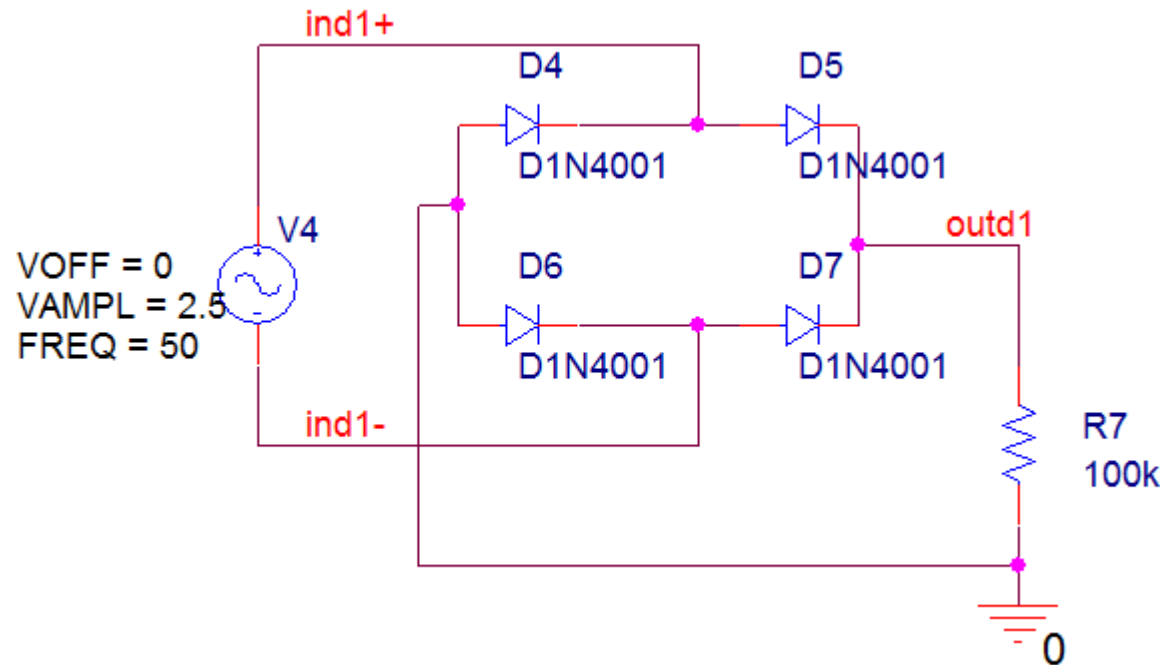 ind1+
D4
D5
D1N4001
D1N4001
V4
VOFF = 0
VAMPL = 2.5
FREQ = 50
outd1
D6
D7
D1N4001
D1N4001
ind1-
R7
100k
0